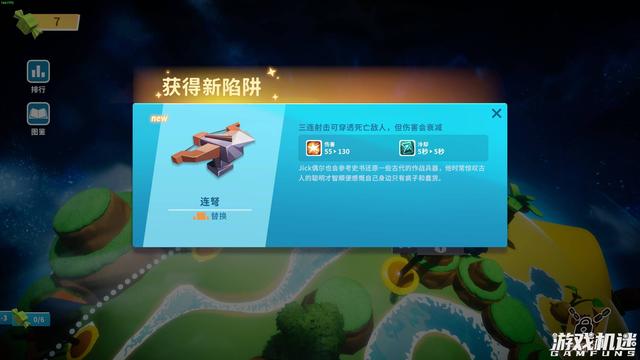 7
排行
图鉴
获得新陷阱
new
三连射击可穿透死亡敌人，但伤害会衰减
伤害
55>130
冷却
5秒>5秒
Jick偶尔也会参考史书还原一些古代的作战兵器，他时常惊叹古
人的聪明才智顺便感慨自己身边只有疯子和蠢货。
连弩
替换
-3
0/6
游戏机迷
GAMEFUNS